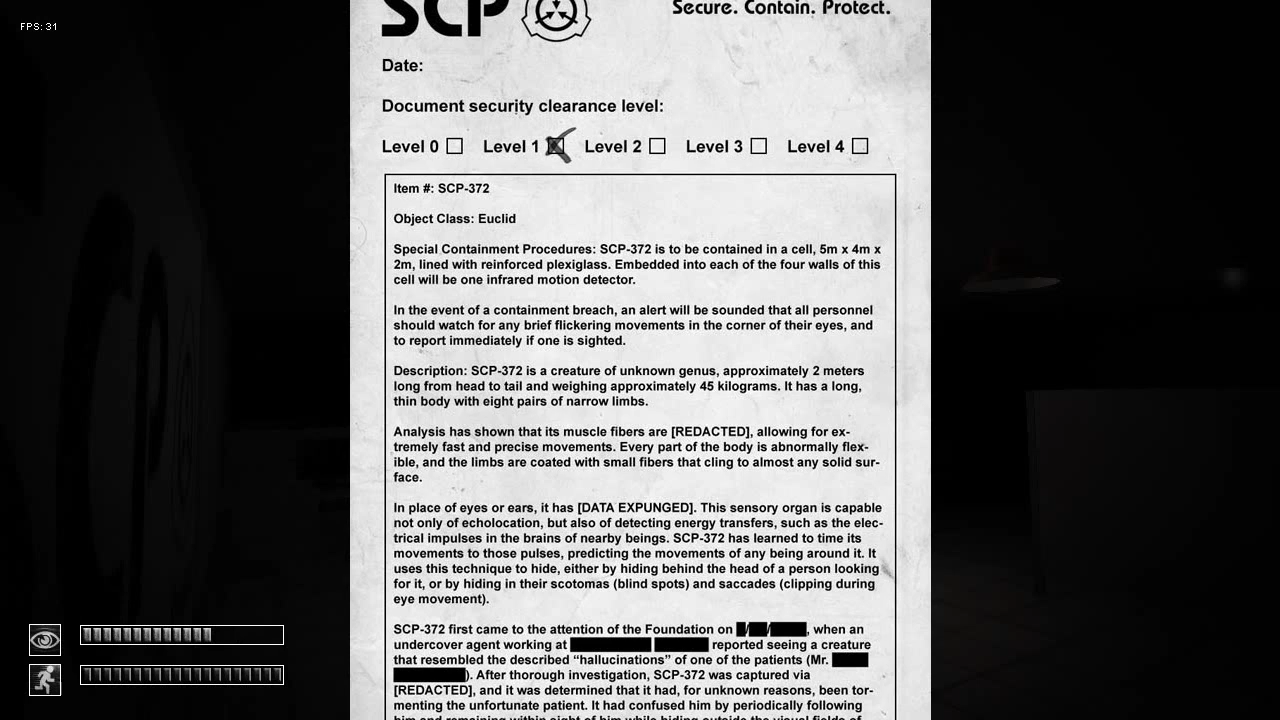 FPS: 31
SCP
Secure. Contain. Protect.
Date:
Document security clearance level:
Level 0 Level 1 Level 2 Level 3 Level 4
Item #: SCP-372
Object Class: Euclid
Special Containment Procedures: SCP-372 is to be contained in a cell, 5m x 4m x
2m, lined with reinforced plexiglass. Embedded into each of the four walls of this
cell will be one infrared motion detector.
In the event of a containment breach, an alert will be sounded that all personnel
should watch for any brief flickering movements in the corner of their eyes, and
to report immediately if one is sighted.
Description: SCP-372 is a creature of unknown genus, approximately 2 meters
long from head to tail and weighing approximately 45 kilograms. It has a long,
thin body with eight pairs of narrow limbs.
Analysis has shown that its muscle fibers are [REDACTED], allowing for ex-
tremely fast and precise movements. Every part of the body is abnormally flex-
ible, and the limbs are coated with small fibers that cling to almost any solid sur-
face.
In place of eyes or ears, it has [DATA EXPUNGED]. This sensory organ is capable
not only of echolocation, but also of detecting energy transfers, such as the elec-
trical impulses in the brains of nearby beings. SCP-372 has learned to time its
movements to those pulses, predicting the movements of any being around it. It
uses this technique to hide, either by hiding behind the head of a person looking
for it, or by hiding in their scotomas (blind spots) and saccades (clipping during
eye movement).
SCP-372 first came to the attention of the Foundation on / / , when an
undercover agent working at reported seeing a creature
that resembled the described “hallucinations” of one of the patients (Mr.
). After thorough investigation, SCP-372 was captured via
[REDACTED], and it was determined that it had, for unknown reasons, been tor-
menting the unfortunate patient. It had confused him by periodically following
him and remaining within sight of him while hiding outside the visual fields of